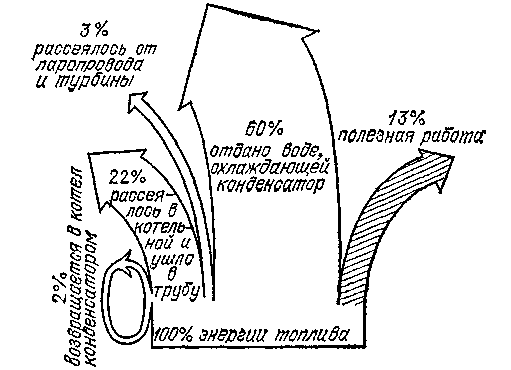 3%
рассеялось от
паропровода
и турбины
60%
отдано воде,
охлаждающей
конденсатор
13%
полезная работа
22%
рассея-
лось в
котель-
ной и
ушло в
трубу
2%
возвращается в котел
конденсатором
100% энергии топлива